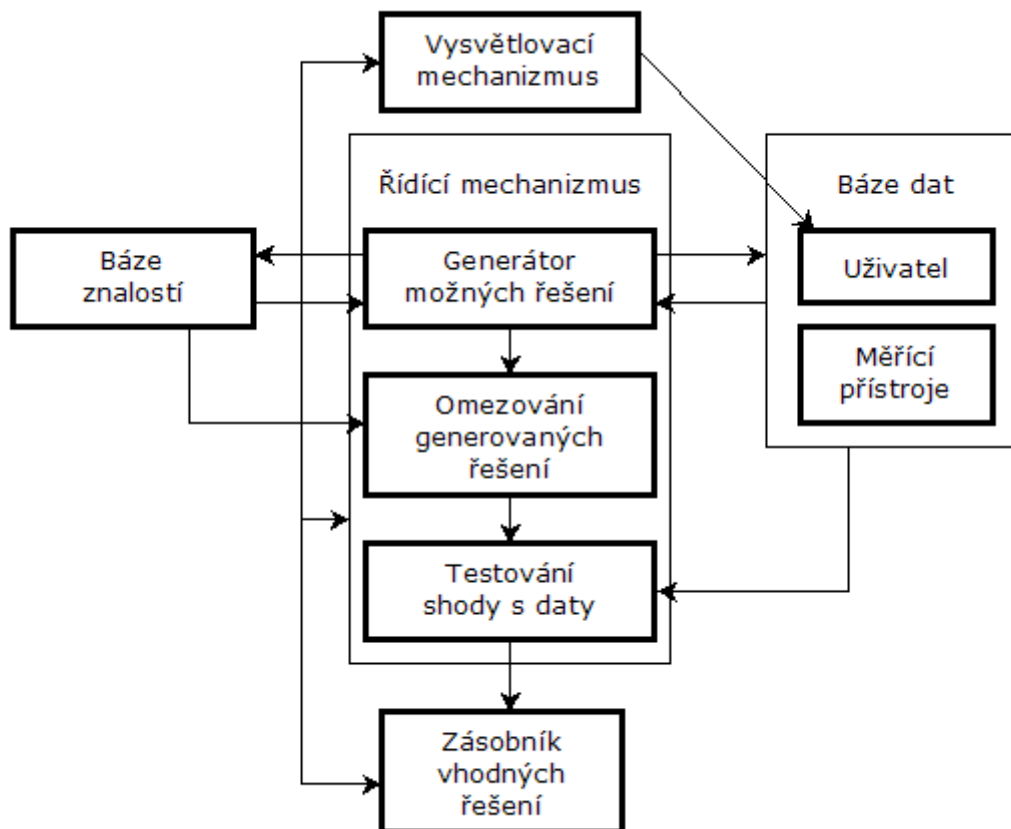 Vysvětlovací
mechanizmus
Řídící mechanizmus
Báze dat
Báze
znalostí
Generátor
možných řešení
Uživatel
Měřící
přístroje
Omezování
generovaných
řešení
Testování
shody s daty
Zásobník
vhodných
řešení